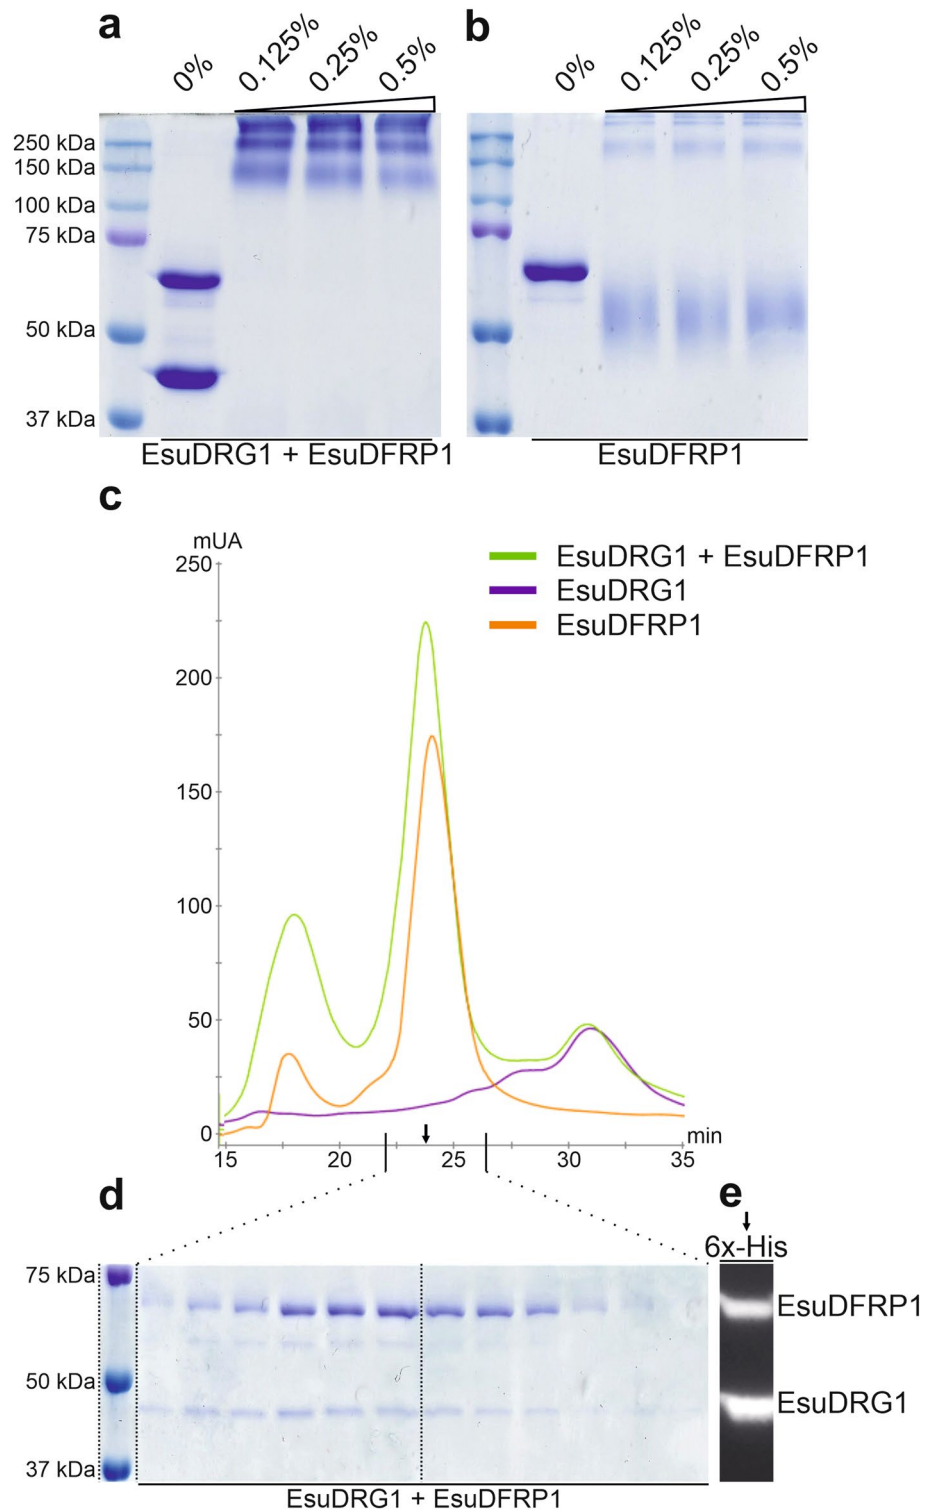 a
b
0% 0.125% 0.25% 0.5%
0% 0.125% 0.25% 0.5%
250 kDa
150 kDa
100 kDa
75 kDa
50 kDa
37 kDa
EsuDRG1 + EsuDFRP1
EsuDFRP1
c
mUA
250
200
150
100
50
0
EsuDRG1 + EsuDFRP1
EsuDRG1
EsuDFRP1
15 20 25 30 35
min
d
75 kDa
50 kDa
37 kDa
EsuDRG1 + EsuDFRP1
e
6x-His
EsuDFRP1
EsuDRG1